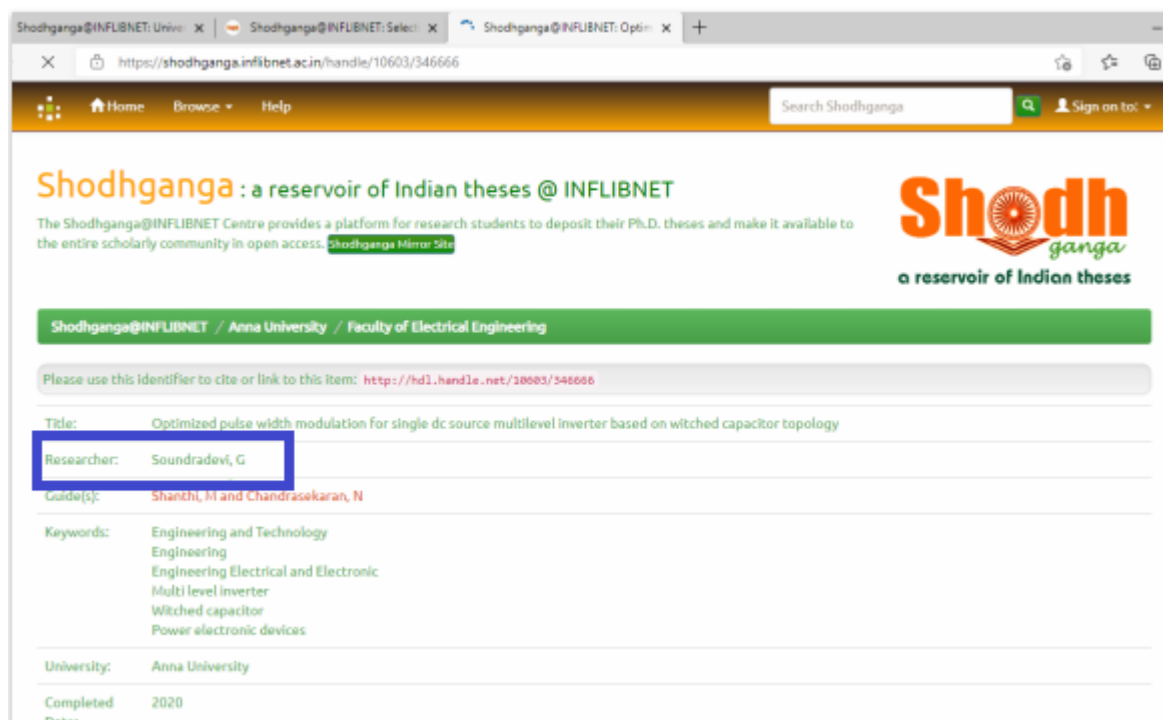 Shodhganga@INFLIBNET: Univer
Shodhganga@INFLIBNET: Select
Shodhganga@INFLIBNET: Optim
https://shodhganga.inflibnet.ac.in/handle/10603/346666
Home Browse Help
Search Shodhganga
Sign on to:
Shodhganga : a reservoir of Indian theses @ INFLIBNET
The Shodhganga@INFLIBNET Centre provides a platform for research students to deposit their Ph.D. theses and make it available to
the entire scholarly community in open access. Shodhganga Mirror Site
Shodh
ganga
a reservoir of Indian theses
Shodhganga@INFLIBNET / Anna University / Faculty of Electrical Engineering
Please use this identifier to cite or link to this item: http://hdl.handle.net/10603/346666
Title: Optimized pulse width modulation for single dc source multilevel inverter based on witched capacitor topology
Researcher: Soundradevi, G
Guide(s): Shanthi, M and Chandrasekaran, N
Keywords: Engineering and Technology
Engineering
Engineering Electrical and Electronic
Multi level inverter
Witched capacitor
Power electronic devices
University: Anna University
Completed 2020
Date: